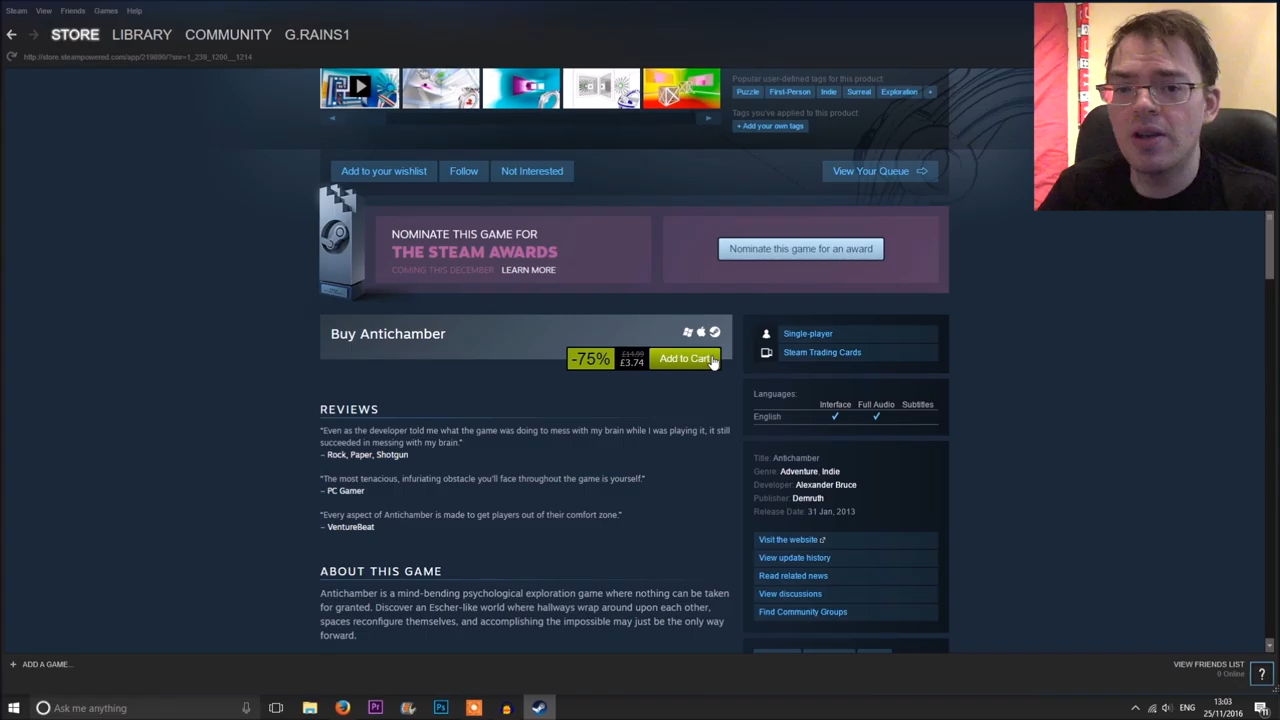 Steam View Friends Games Help
STORE LIBRARY COMMUNITY G.RAINS1
Popular user-defined tags for this product
Puzzle First-Person Indie Surreal Exploration +
Tags you've applied to this product
+ Add your own tags
Add to your wishlist Follow Not Interested View Your Queue
NOMINATE THIS GAME FOR
THE STEAM AWARDS
COMING THIS DECEMBER LEARN MORE
Nominate this game for an award
Buy Antichamber
-75% £14.99 £3.74 Add to Cart
Single-player
Steam Trading Cards
Languages:
Interface Full Audio Subtitles
English ✔ ✔
REVIEWS
"Even as the developer told me what the game was doing to mess with my brain while I was playing it, it still
succeeded in messing with my brain."
– Rock, Paper, Shotgun
"The most tenacious, infuriating obstacle you'll face throughout the game is yourself."
– PC Gamer
"Every aspect of Antichamber is made to get players out of their comfort zone."
– VentureBeat
Title: Antichamber
Genre: Adventure, Indie
Developer: Alexander Bruce
Publisher: Demruth
Release Date: 31 Jan, 2013
Visit the website
View update history
Read related news
View discussions
Find Community Groups
ABOUT THIS GAME
Antichamber is a mind-bending psychological exploration game where nothing can be taken
for granted. Discover an Escher-like world where hallways wrap around upon each other,
spaces reconfigure themselves, and accomplishing the impossible may just be the only way
forward.
+ ADD A GAME...
VIEW FRIENDS LIST
0 Online
?
Ask me anything
Pr Ps
ENG
13:03
25/11/2016